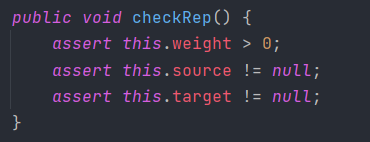 public void checkRep() {
    assert this.weight > 0;
    assert this.source != null;
    assert this.target != null;
}